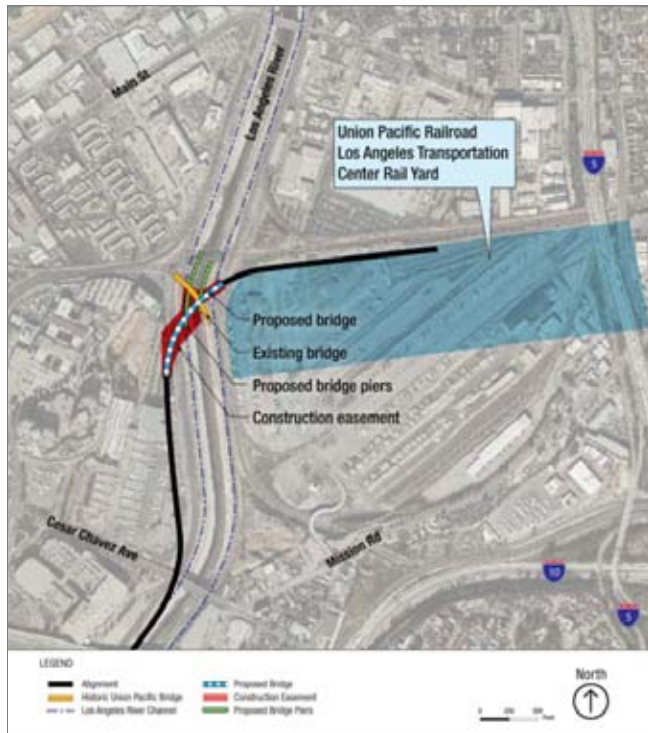 Main St
Los Angeles River
Union Pacific Railroad
Los Angeles Transportation
Center Rail Yard
5
Proposed bridge
Existing bridge
Proposed bridge piers
Construction easement
Cesar Chavez Ave
Mission Rd
10
5
LEGEND
Alignment
Proposed Bridge
Historic Union Pacific Bridge
Construction Easement
Los Angeles River Channel
Proposed Bridge Piers
North
0
Feet